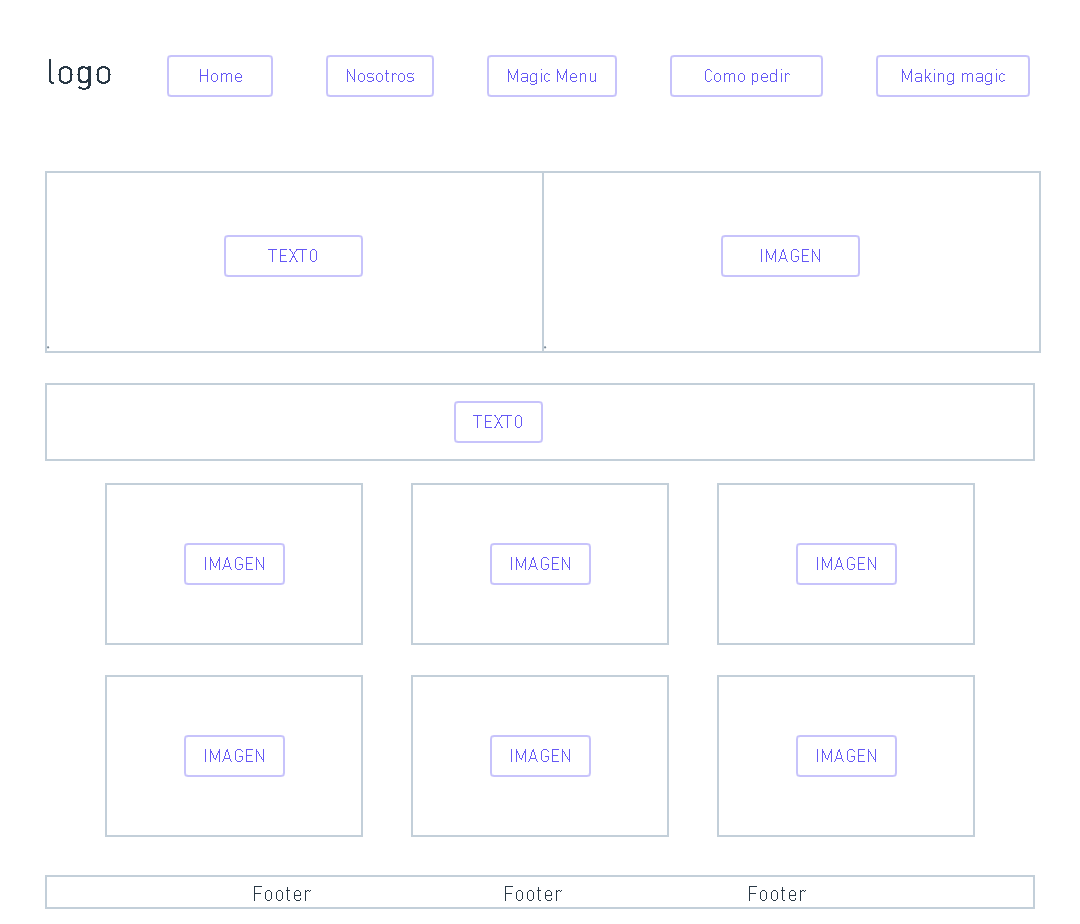 logo Home Nosotros Magic Menu Como pedir Making magic
TEXTO IMAGEN
TEXTO
IMAGEN IMAGEN IMAGEN
IMAGEN IMAGEN IMAGEN
Footer Footer Footer